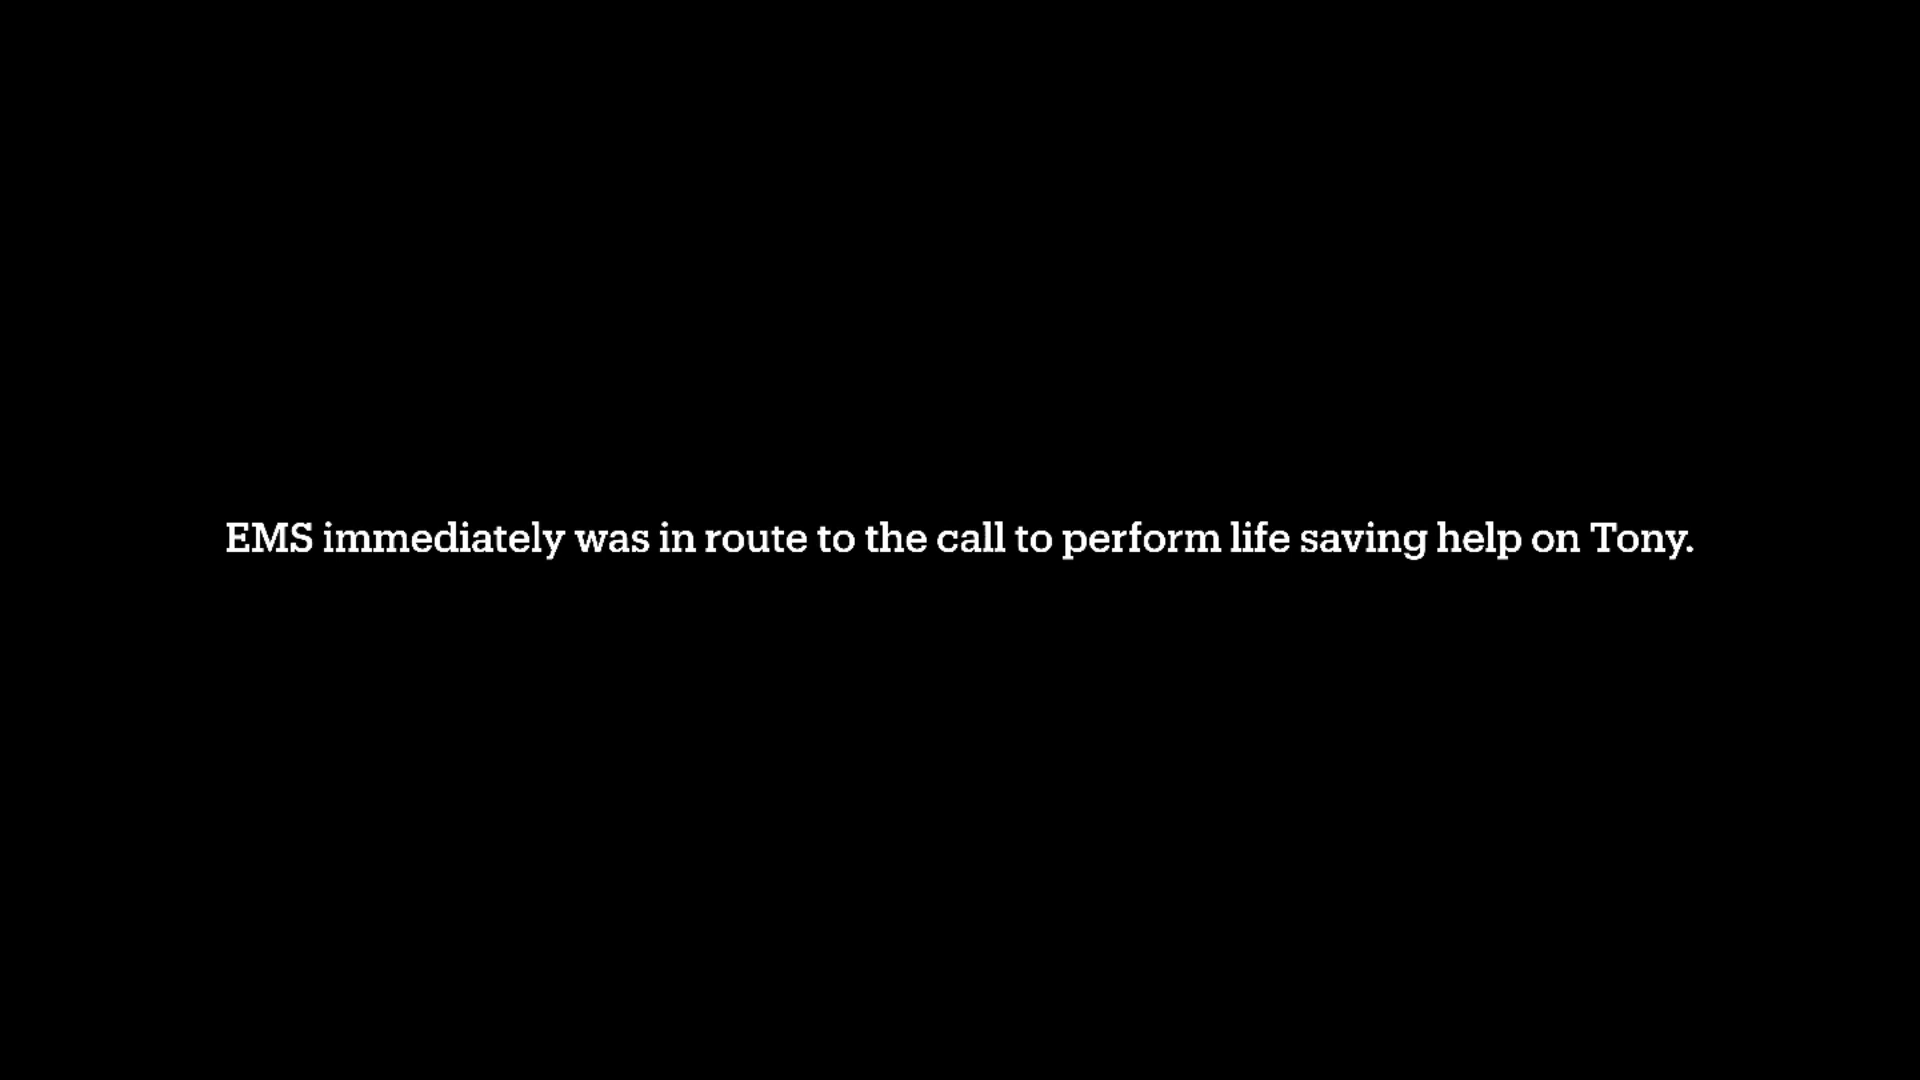 EMS immediately was in route to the call to perform life saving help on Tony.